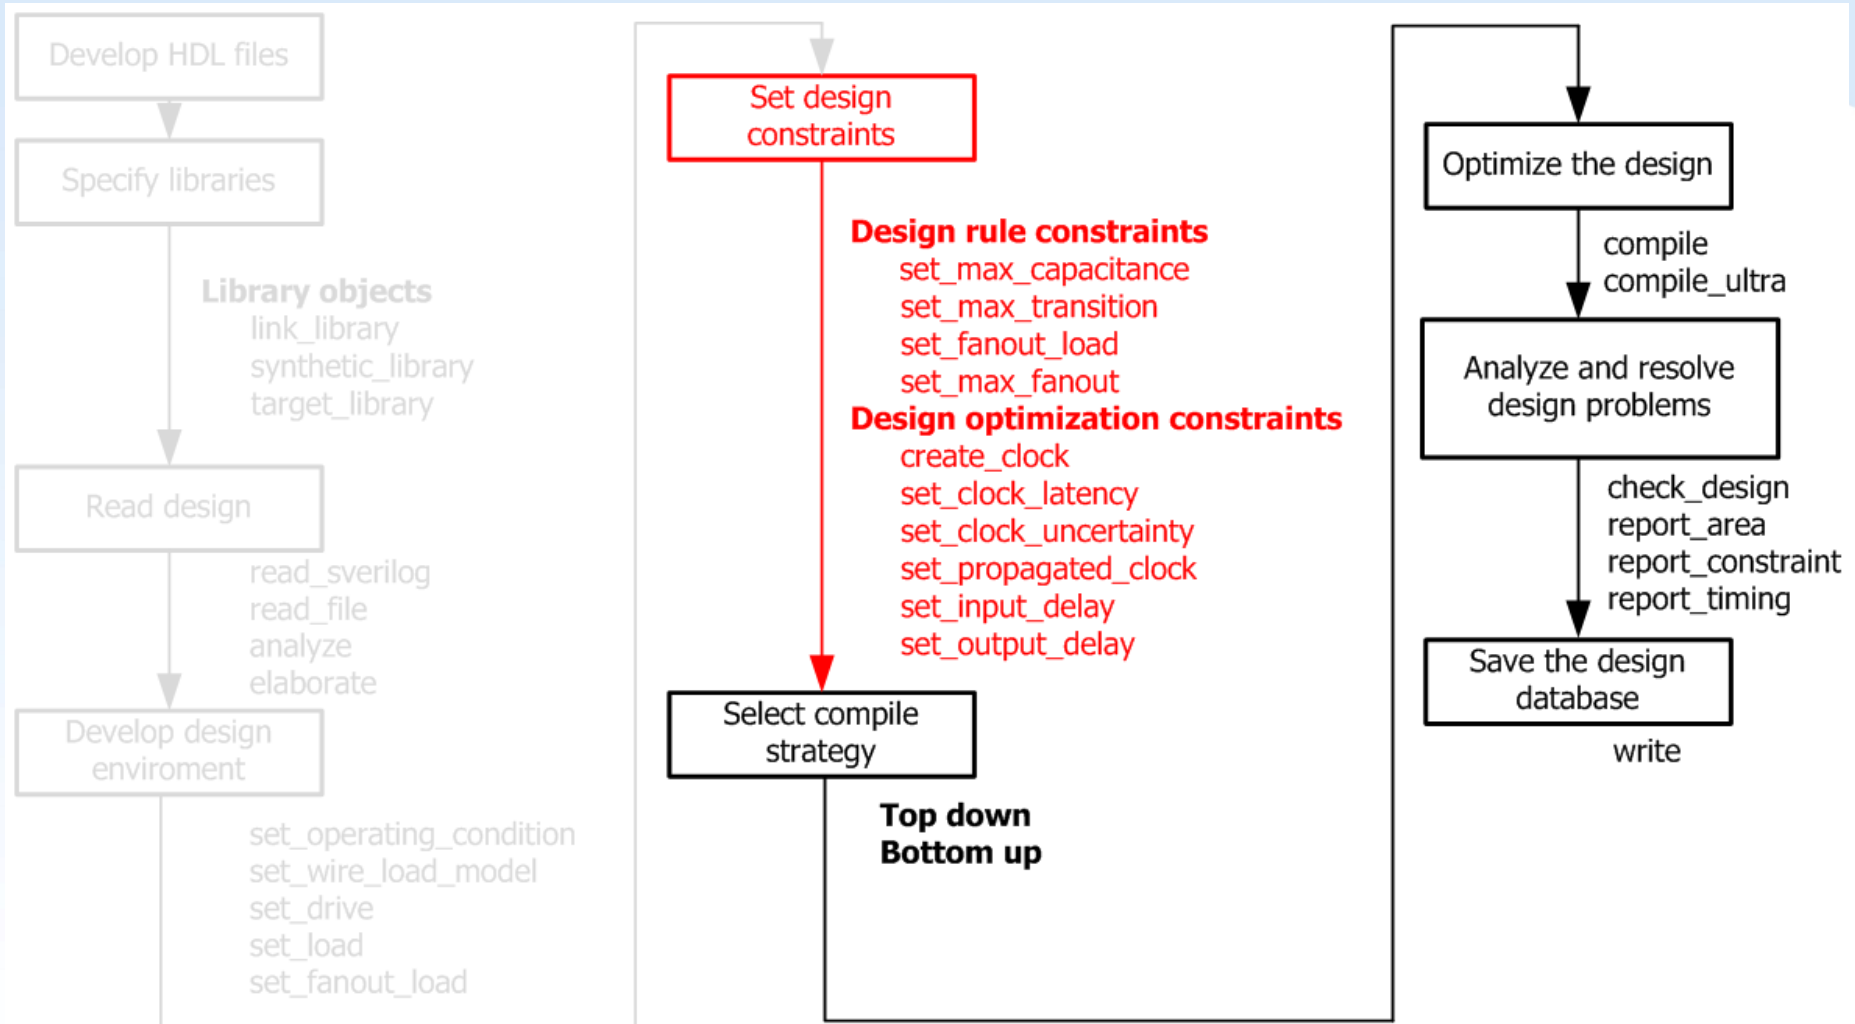 Develop HDL files
Specify libraries
Library objects
link_library
synthetic_library
target_library
Read design
read_sverilog
read_file
analyze
elaborate
Develop design
enviroment
set_operating_condition
set_wire_load_model
set_drive
set_load
set_fanout_load
Set design
constraints
Design rule constraints
set_max_capacitance
set_max_transition
set_fanout_load
set_max_fanout
Design optimization constraints
create_clock
set_clock_latency
set_clock_uncertainty
set_propagated_clock
set_input_delay
set_output_delay
Select compile
strategy
Top down
Bottom up
Optimize the design
compile
compile_ultra
Analyze and resolve
design problems
check_design
report_area
report_constraint
report_timing
Save the design
database
write